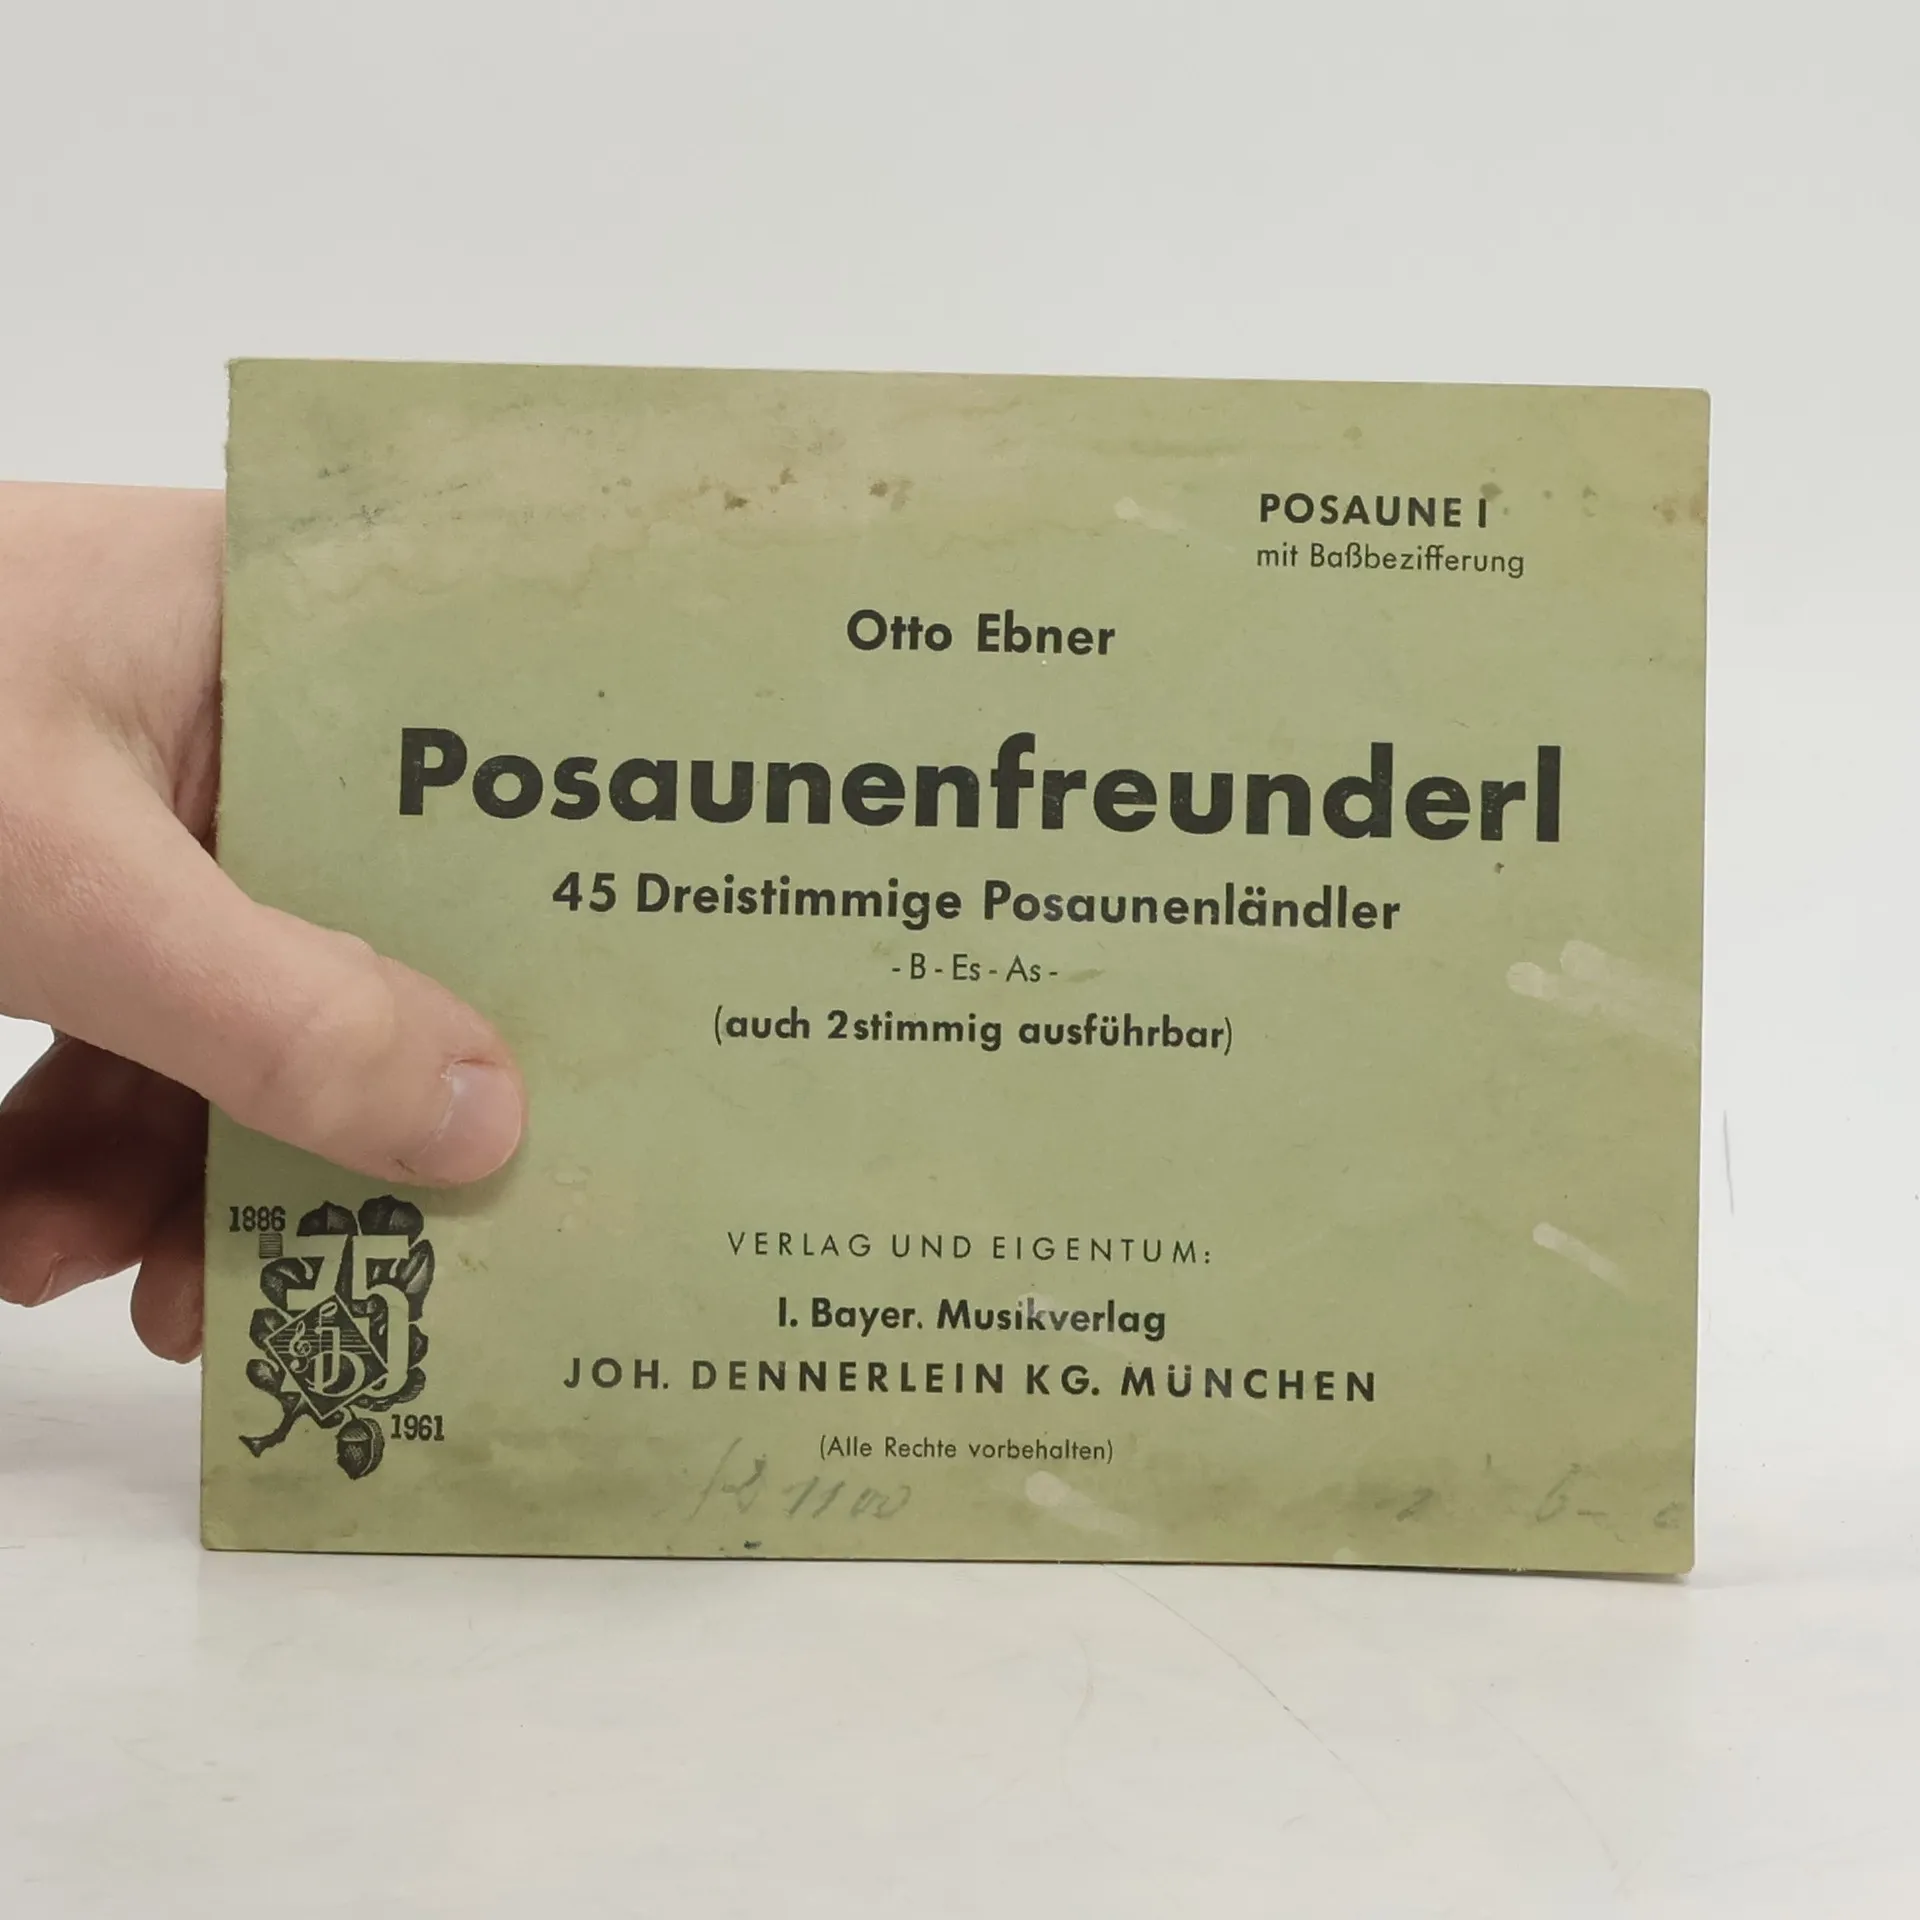 POSAUNE I
mit Baßbezifferung
Otto Ebner
Posaunenfreunderl
45 Dreistimmige Posaunenländler
- B - Es - As -
(auch 2stimmig ausführbar)
1886
75
1961
VERLAG UND EIGENTUM:
I. Bayer. Musikverlag
JOH. DENNERLEIN KG. MÜNCHEN
(Alle Rechte vorbehalten)